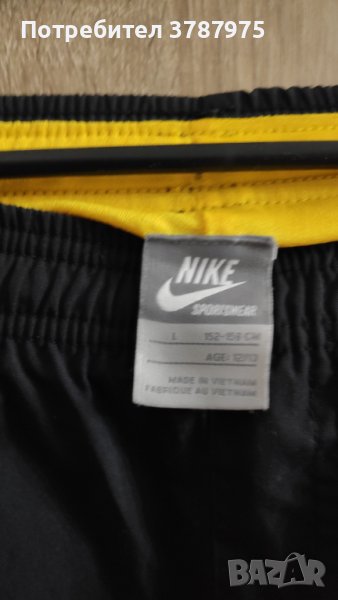 Потребител 3787975
NIKE
SPORTSWEAR
L 152-158 CM
AGE: 12/13
MADE IN VIETNAM
FABRIQUE AU VIETNAM
BAZAR